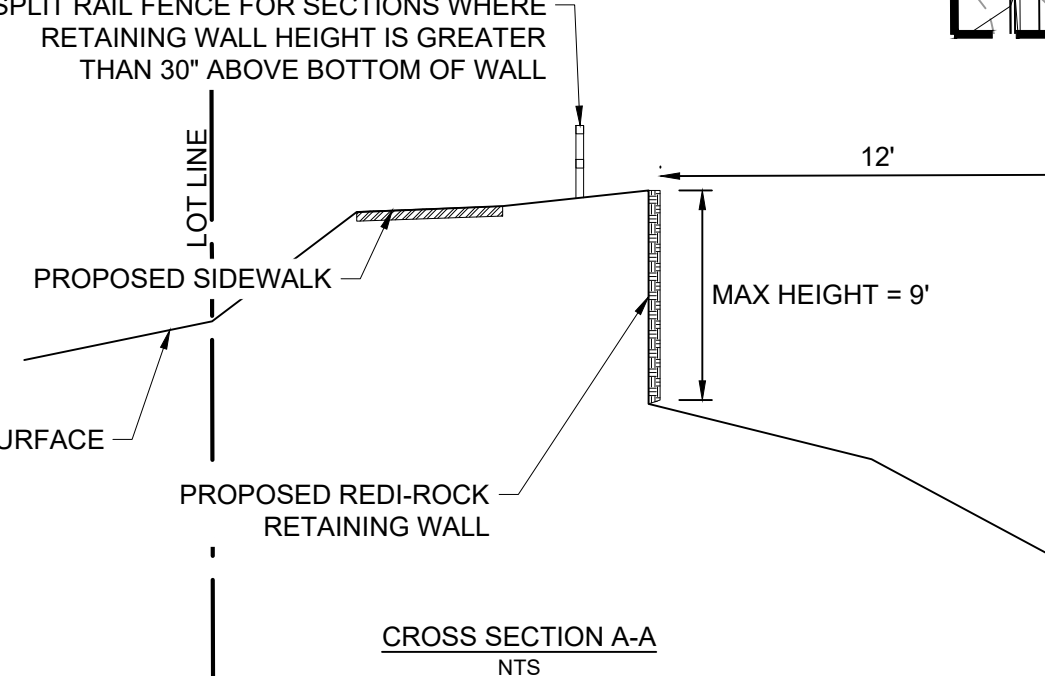 SPLIT RAIL FENCE FOR SECTIONS WHERE
RETAINING WALL HEIGHT IS GREATER
THAN 30" ABOVE BOTTOM OF WALL
LOT LINE
12'
PROPOSED SIDEWALK
MAX HEIGHT = 9'
PROPOSED REDI-ROCK
RETAINING WALL
CROSS SECTION A-A
NTS